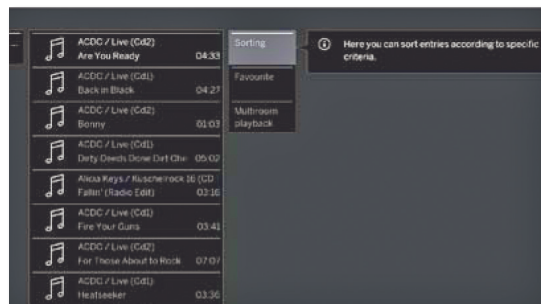 ACDC / Live (Cd2)
Are You Ready 04:33
ACDC / Live (Cd1)
Back in Black 04:27
ACDC / Live (Cd2)
Bonny 01:03
ACDC / Live (Cd1)
Dirty Deeds Done Dirt Che 05:02
Alicia Keys / Kuschelrock 16 (CD
Fallin' (Radio Edit) 03:16
ACDC / Live (Cd1)
Fire Your Guns 03:41
ACDC / Live (Cd2)
For Those About to Rock 07:07
ACDC / Live (Cd1)
Heatseeker 03:36
Sorting
Favourite
Multiroom
playback
Here you can sort entries according to specific
criteria.